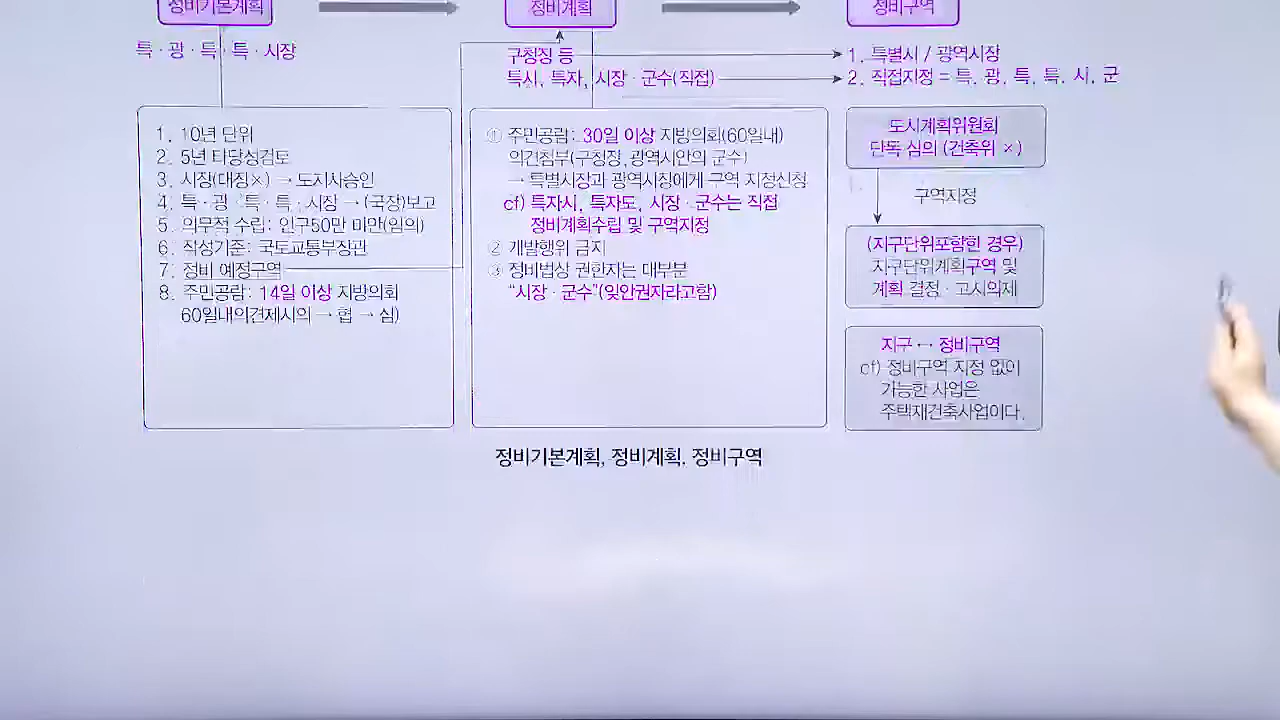 정비기본계획
정비계획
정비구역
특·광·특·특·시장
구청장 등
특시, 특자, 시장·군수(직접)
1. 특별시 / 광역시장
2. 직접지정 = 특. 광. 특. 특. 시. 군
1. 10년 단위
2. 5년 타당성검토
3. 시장(대장×) → 도지사승인
4. 특·광·특·특·시장 → (국장)보고
5. 의무적 수립: 인구50만 미만(임의)
6. 작성기준: 국토교통부장관
7. 정비 예정구역
8. 주민공람: 14일 이상 지방의회
60일내의견제시의 → 협 → 심)
① 주민공람: 30일 이상 지방의회(60일내)
의견첨부(구청장, 광역시안의 군수)
→ 특별시장과 광역시장에게 구역 지정신청
cf) 특자시, 특자도, 시장·군수는 직접
정비계획수립 및 구역지정
② 개발행위 금지
③ 정비법상 권한자는 대부분
"시장·군수"(잊안권자라고함)
도시계획위원회
단독 심의 (건축위 ×)
구역지정
(지구단위포함한 경우)
지구단위계획구역 및
계획 결정·고시의제
지구 ↔ 정비구역
cf) 정비구역 지정 없이
가능한 사업은
주택재건축사업이다.
정비기본계획, 정비계획, 정비구역